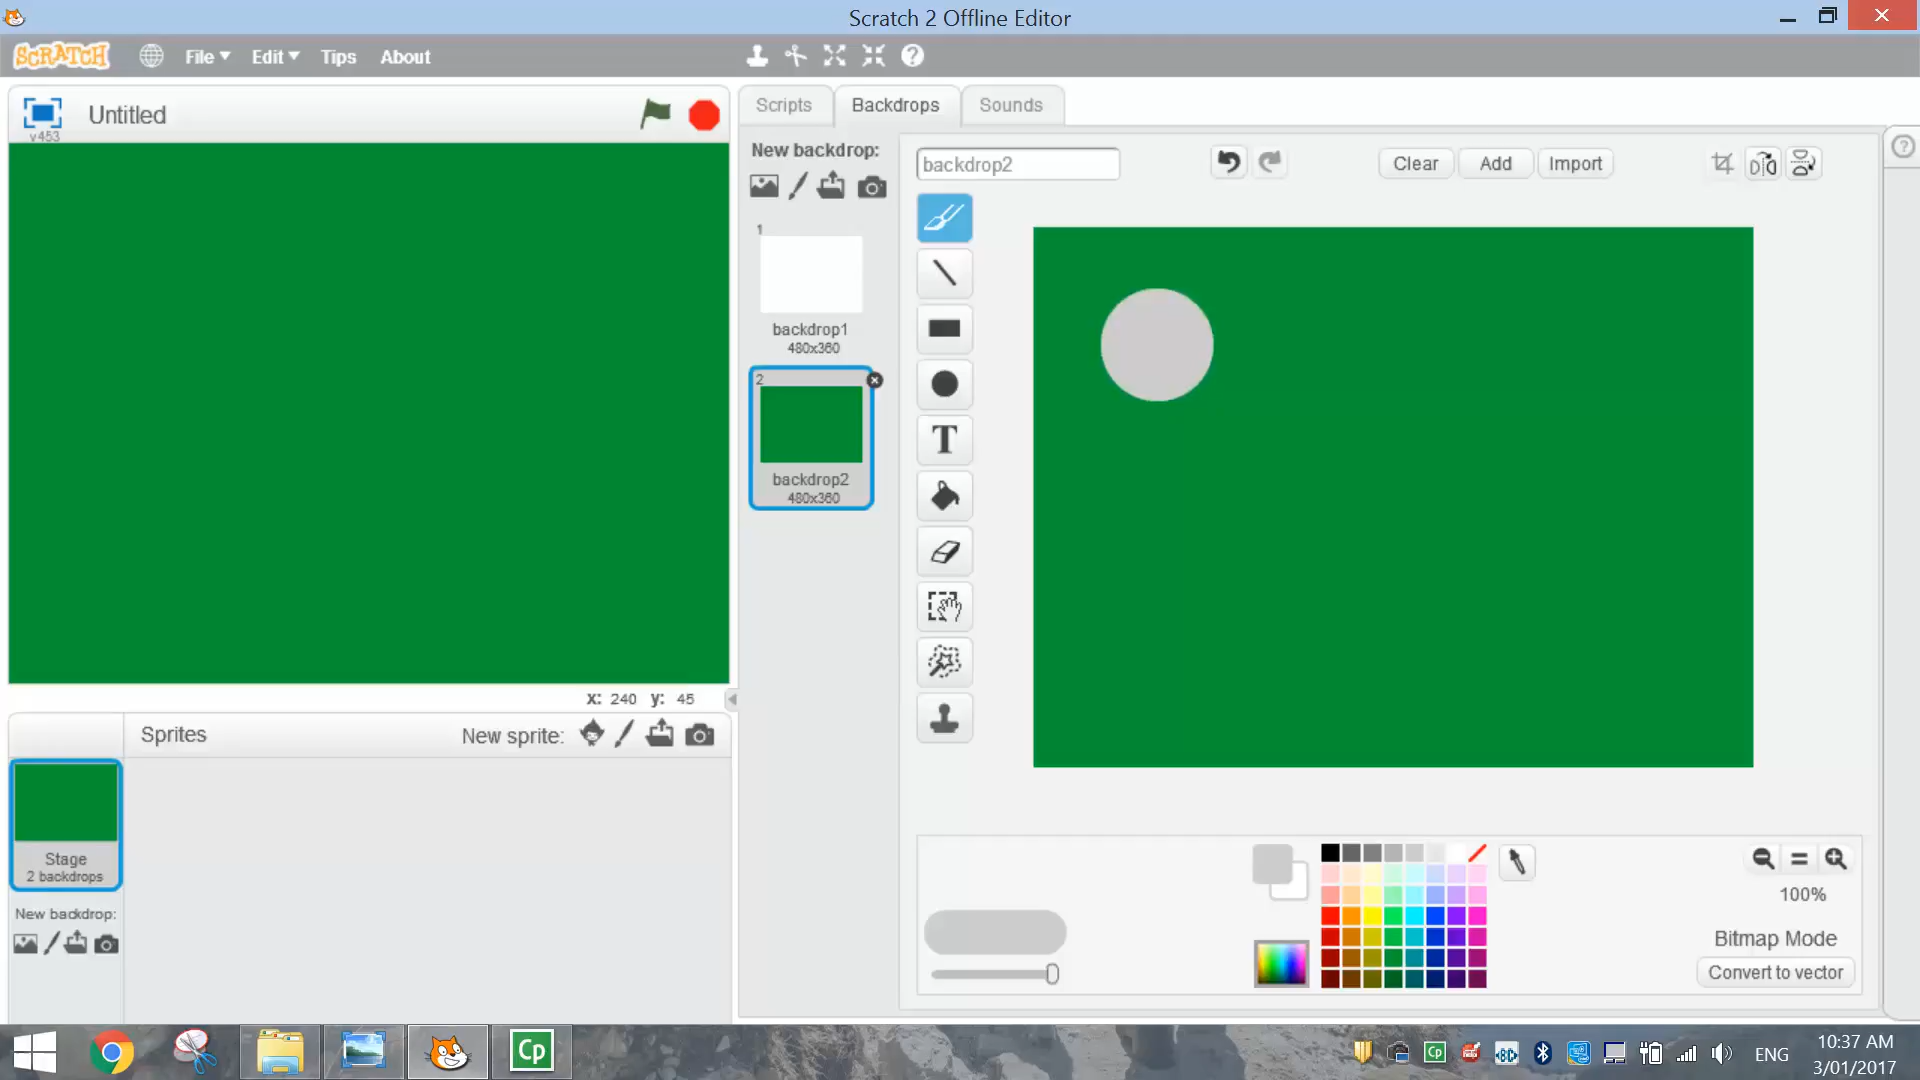 Scratch 2 Offline Editor
SCRATCH
File
Edit
Tips
About
v453
Untitled
Scripts
Backdrops
Sounds
New backdrop:
1
backdrop1
480x360
2
backdrop2
480x360
backdrop2
Clear
Add
Import
T
x: 240 y: 45
Sprites
New sprite:
Stage
2 backdrops
New backdrop:
100%
Bitmap Mode
Convert to vector
Cp
Cp
ENG
10:37 AM
3/01/2017